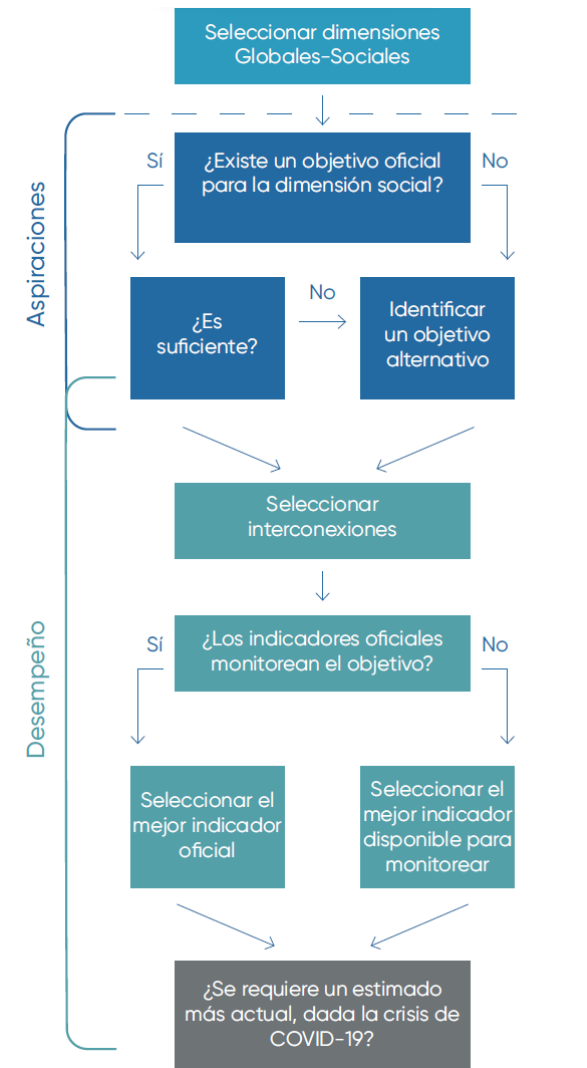 Seleccionar dimensiones
Globales-Sociales
Aspiraciones
Sí
¿Existe un objetivo oficial
para la dimensión social?
No
¿Es
suficiente?
No
Identificar
un objetivo
alternativo
Desempeño
Seleccionar
interconexiones
Sí
¿Los indicadores oficiales
monitorean el objetivo?
No
Seleccionar el
mejor indicador
oficial
Seleccionar el
mejor indicador
disponible para
monitorear
¿Se requiere un estimado
más actual, dada la crisis de
COVID-19?